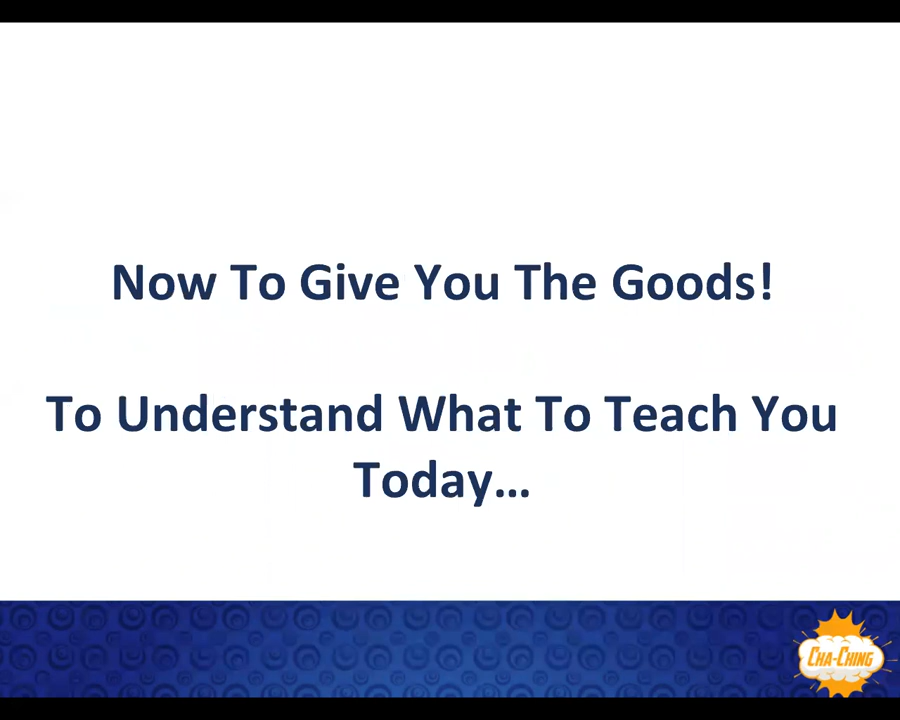 Now To Give You The Goods!
To Understand What To Teach You
Today...
CHA-CHING